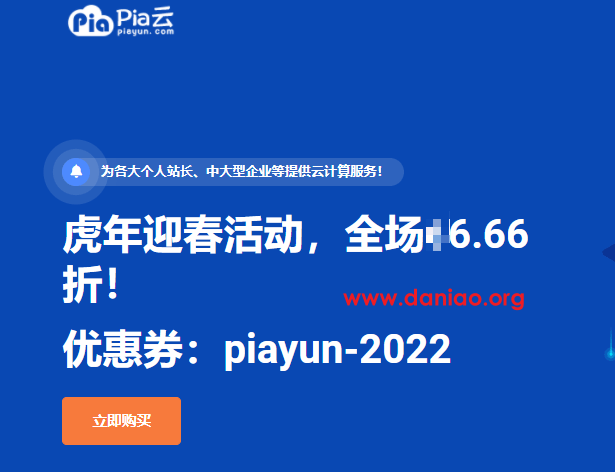 Pia
Pia云
piayun.com
为各大个人站长、中大型企业等提供云计算服务！
虎年迎春活动，全场6.66
折！
www.daniao.org
优惠券：piayun-2022
立即购买